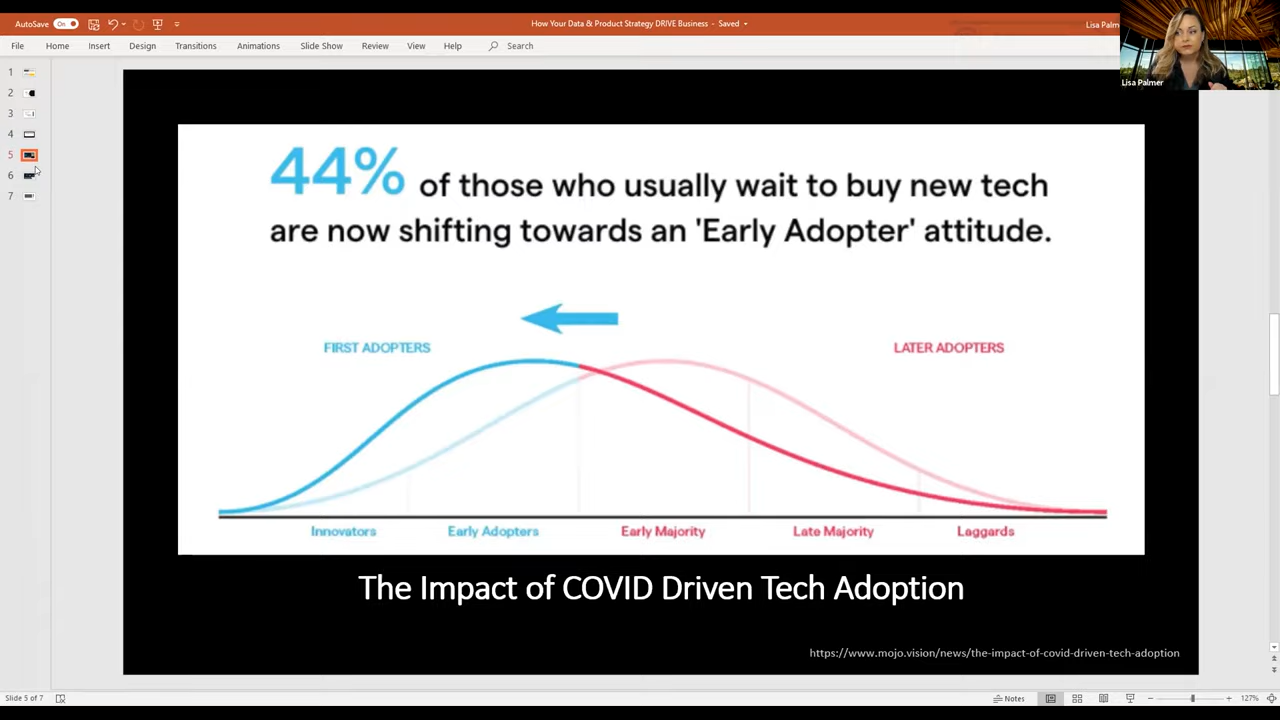 AutoSave On How Your Data & Product Strategy DRIVE Business - Saved Lisa Palm
File Home Insert Design Transitions Animations Slide Show Review View Help Search
Lisa Palmer
1
2
3
4
5
6
7
44% of those who usually wait to buy new tech
are now shifting towards an 'Early Adopter' attitude.
FIRST ADOPTERS LATER ADOPTERS
Innovators Early Adopters Early Majority Late Majority Laggards
The Impact of COVID Driven Tech Adoption
https://www.mojo.vision/news/the-impact-of-covid-driven-tech-adoption
Slide 5 of 7 Notes 127%